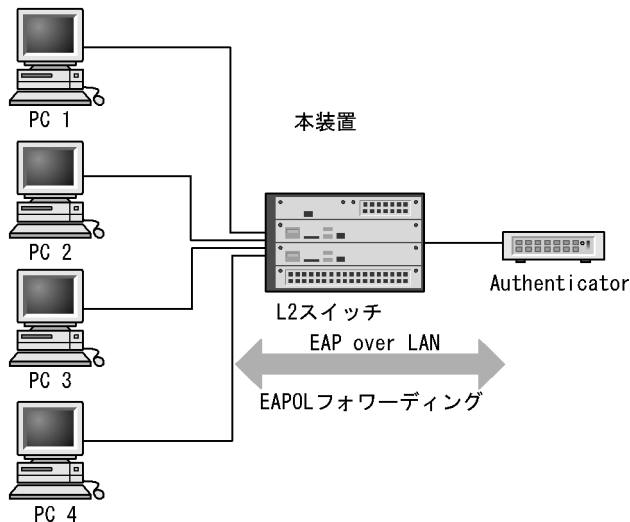 PC 1
本装置
PC 2
Authenticator
L2スイッチ
EAP over LAN
PC 3
EAPOLフォワーディング
PC 4